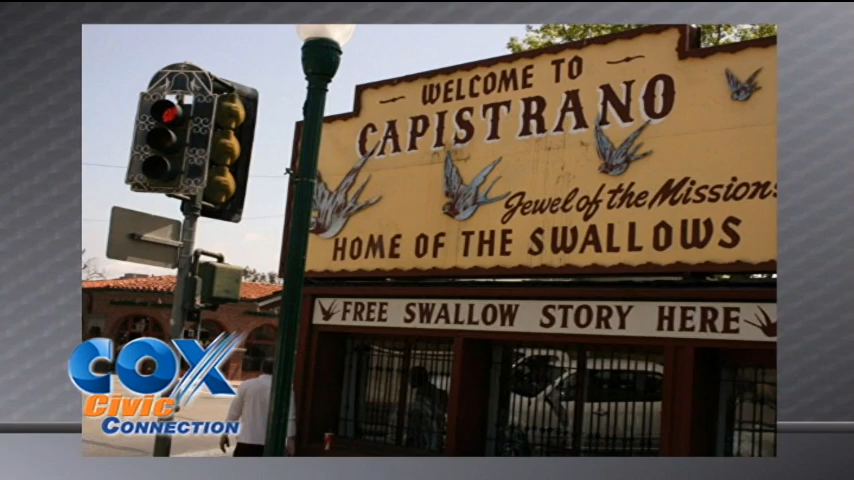 WELCOME TO
CAPISTRANO
Jewel of the Missions
HOME OF THE SWALLOWS
FREE SWALLOW STORY HERE
COX
Civic
CONNECTION